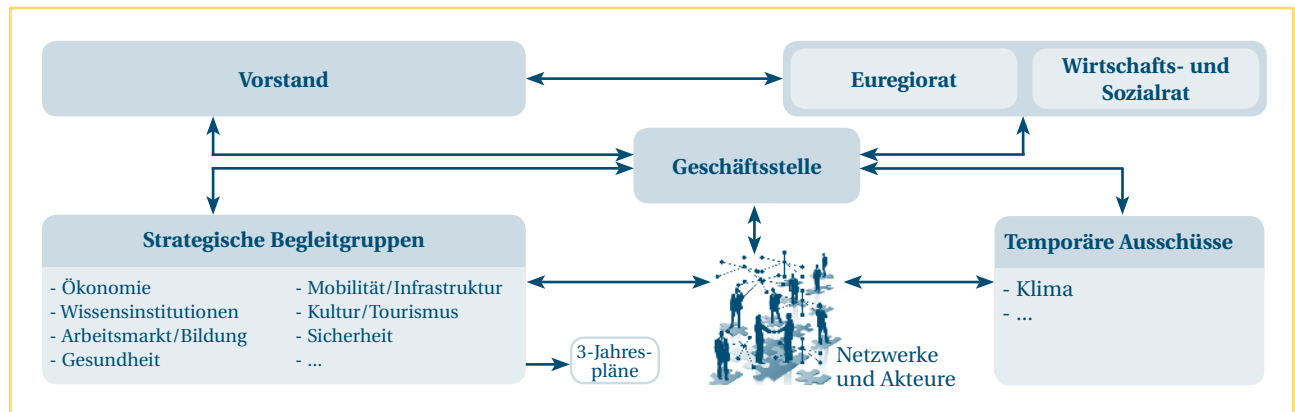 Vorstand
Euregiorat
Wirtschafts- und
Sozialrat
Geschäftsstelle
Strategische Begleitgruppen
- Ökonomie
- Wissensinstitutionen
- Arbeitsmarkt/Bildung
- Gesundheit
- Mobilität/Infrastruktur
- Kultur/Tourismus
- Sicherheit
- ...
3-Jahres-
pläne
Netzwerke
und Akteure
Temporäre Ausschüsse
- Klima
- ...